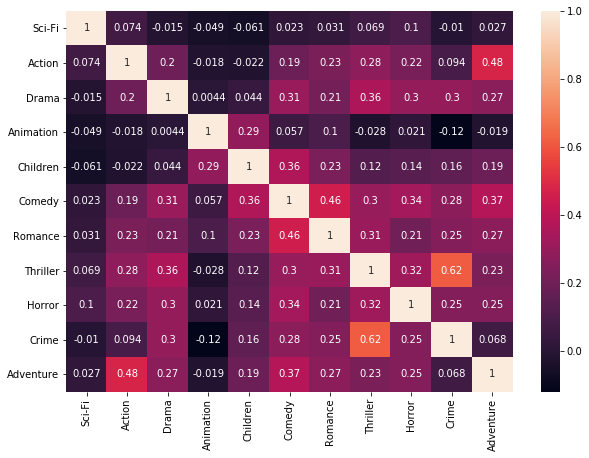 Sci-Fi 1 0.074 -0.015 -0.049 -0.061 0.023 0.031 0.069 0.1 -0.01 0.027
Action 0.074 1 0.2 -0.018 -0.022 0.19 0.23 0.28 0.22 0.094 0.48
Drama -0.015 0.2 1 0.0044 0.044 0.31 0.21 0.36 0.3 0.3 0.27
Animation -0.049 -0.018 0.0044 1 0.29 0.057 0.1 -0.028 0.021 -0.12 -0.019
Children -0.061 -0.022 0.044 0.29 1 0.36 0.23 0.12 0.14 0.16 0.19
Comedy 0.023 0.19 0.31 0.057 0.36 1 0.46 0.3 0.34 0.28 0.37
Romance 0.031 0.23 0.21 0.1 0.23 0.46 1 0.31 0.21 0.25 0.27
Thriller 0.069 0.28 0.36 -0.028 0.12 0.3 0.31 1 0.32 0.62 0.23
Horror 0.1 0.22 0.3 0.021 0.14 0.34 0.21 0.32 1 0.25 0.25
Crime -0.01 0.094 0.3 -0.12 0.16 0.28 0.25 0.62 0.25 1 0.068
Adventure 0.027 0.48 0.27 -0.019 0.19 0.37 0.27 0.23 0.25 0.068 1
Sci-Fi Action Drama Animation Children Comedy Romance Thriller Horror Crime Adventure
1.0
0.8
0.6
0.4
0.2
0.0